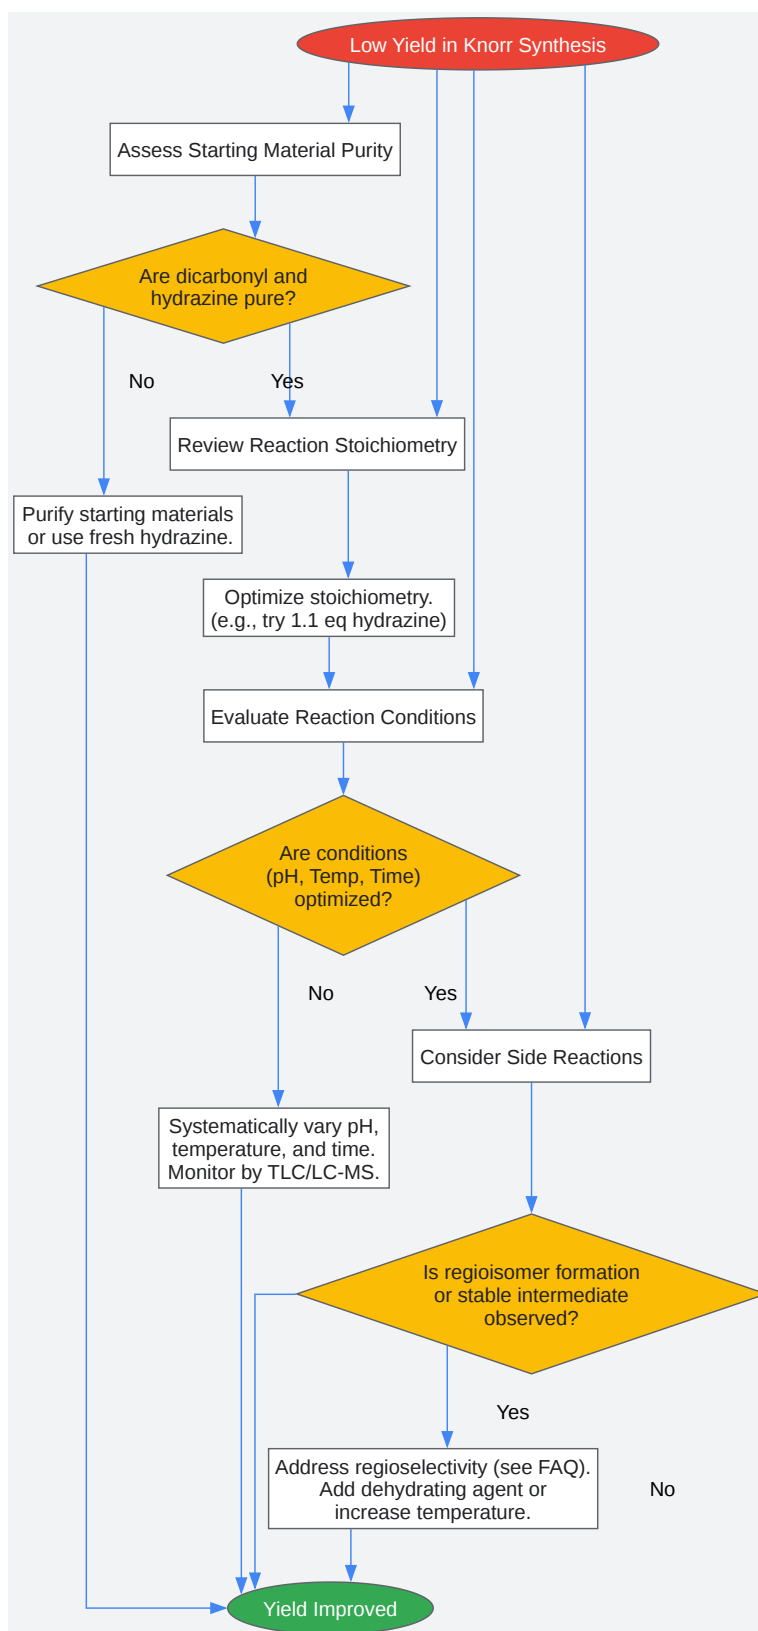 Low Yield in Knorr Synthesis
Assess Starting Material Purity
Are dicarbonyl and
hydrazine pure?
No
Yes
Review Reaction Stoichiometry
Purify starting materials
or use fresh hydrazine.
Optimize stoichiometry.
(e.g., try 1.1 eq hydrazine)
Evaluate Reaction Conditions
Are conditions
(pH, Temp, Time)
optimized?
No
Yes
Consider Side Reactions
Systematically vary pH,
temperature, and time.
Monitor by TLC/LC-MS.
Is regioisomer formation
or stable intermediate
observed?
Yes
Address regioselectivity (see FAQ).
Add dehydrating agent or
increase temperature.
No
Yield Improved